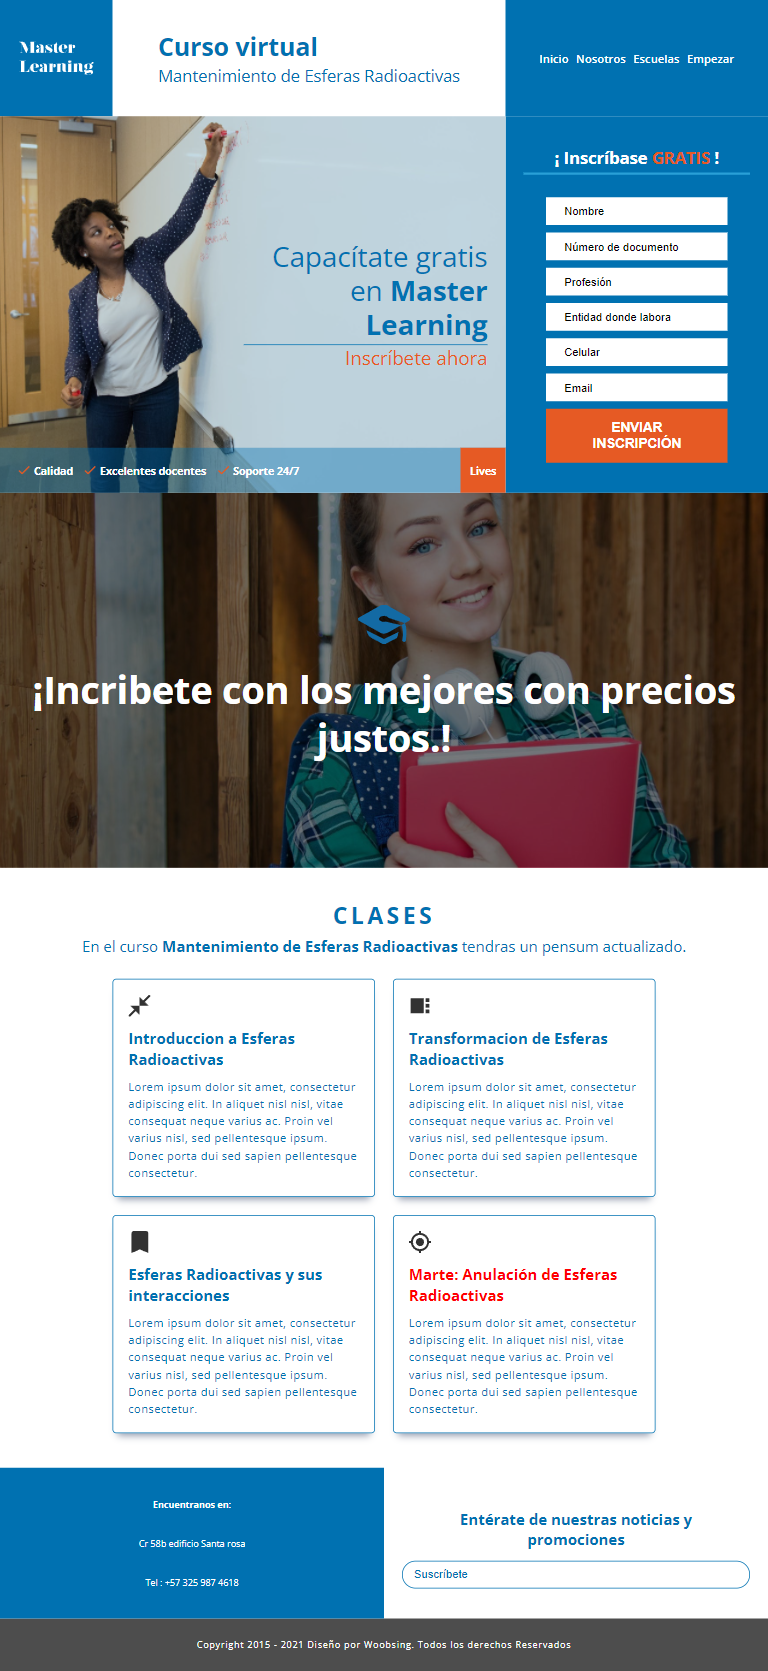 Master
Learning
Curso virtual
Mantenimiento de Esferas Radioactivas
Inicio Nosotros Escuelas Empezar
Capacítate gratis
en Master
Learning
Inscríbete ahora
Calidad Excelentes docentes Soporte 24/7
Lives
¡ Inscríbase GRATIS !
Nombre
Número de documento
Profesión
Entidad donde labora
Celular
Email
ENVIAR
INSCRIPCIÓN
¡Incribete con los mejores con precios
justos.!
CLASES
En el curso Mantenimiento de Esferas Radioactivas tendras un pensum actualizado.
Introduccion a Esferas
Radioactivas
Lorem ipsum dolor sit amet, consectetur
adipiscing elit. In aliquet nisl nisl, vitae
consequat neque varius ac. Proin vel
varius nisl, sed pellentesque ipsum.
Donec porta dui sed sapien pellentesque
consectetur.
Transformacion de Esferas
Radioactivas
Lorem ipsum dolor sit amet, consectetur
adipiscing elit. In aliquet nisl nisl, vitae
consequat neque varius ac. Proin vel
varius nisl, sed pellentesque ipsum.
Donec porta dui sed sapien pellentesque
consectetur.
Esferas Radioactivas y sus
interacciones
Lorem ipsum dolor sit amet, consectetur
adipiscing elit. In aliquet nisl nisl, vitae
consequat neque varius ac. Proin vel
varius nisl, sed pellentesque ipsum.
Donec porta dui sed sapien pellentesque
consectetur.
Marte: Anulación de Esferas
Radioactivas
Lorem ipsum dolor sit amet, consectetur
adipiscing elit. In aliquet nisl nisl, vitae
consequat neque varius ac. Proin vel
varius nisl, sed pellentesque ipsum.
Donec porta dui sed sapien pellentesque
consectetur.
Encuentranos en:
Cr 58b edificio Santa rosa
Tel : +57 325 987 4618
Entérate de nuestras noticias y
promociones
Suscríbete
Copyright 2015 - 2021 Diseño por Woobsing. Todos los derechos Reservados